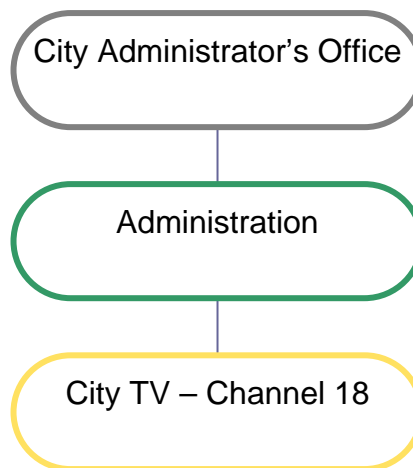 City Administrator’s Office
Administration
City TV – Channel 18